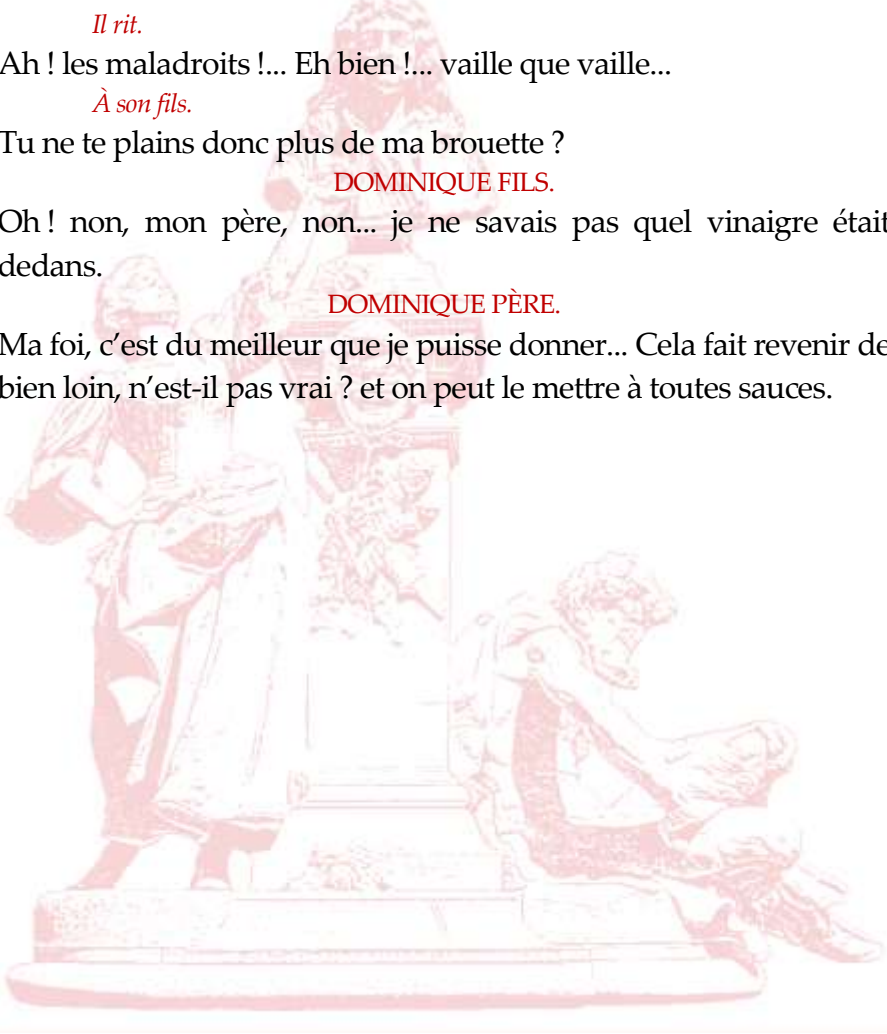 Il rit.
Ah ! les maladroits !... Eh bien !... vaille que vaille...
À son fils.
Tu ne te plains donc plus de ma brouette ?
DOMINIQUE FILS.
Oh ! non, mon père, non... je ne savais pas quel vinaigre était
dedans.
DOMINIQUE PÈRE.
Ma foi, c’est du meilleur que je puisse donner... Cela fait revenir de
bien loin, n’est-il pas vrai ? et on peut le mettre à toutes sauces.